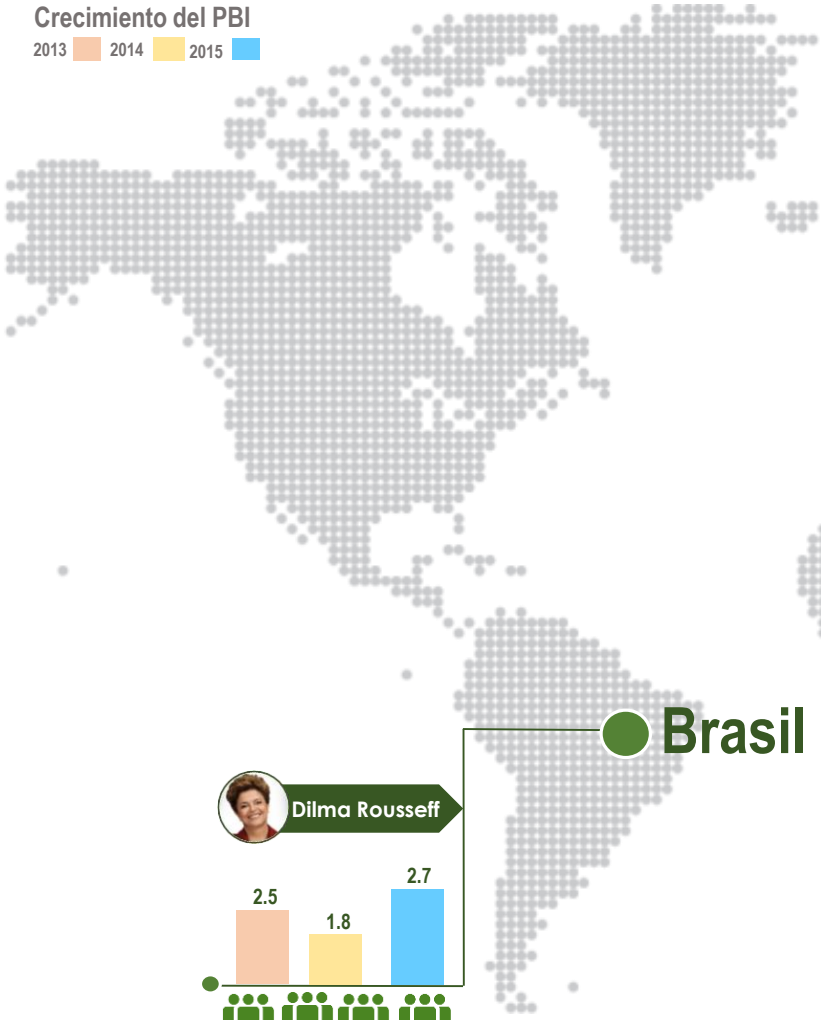 Crecimiento del PBI
2013 2014 2015
Brasil
Dilma Rousseff
2.7
2.5
1.8